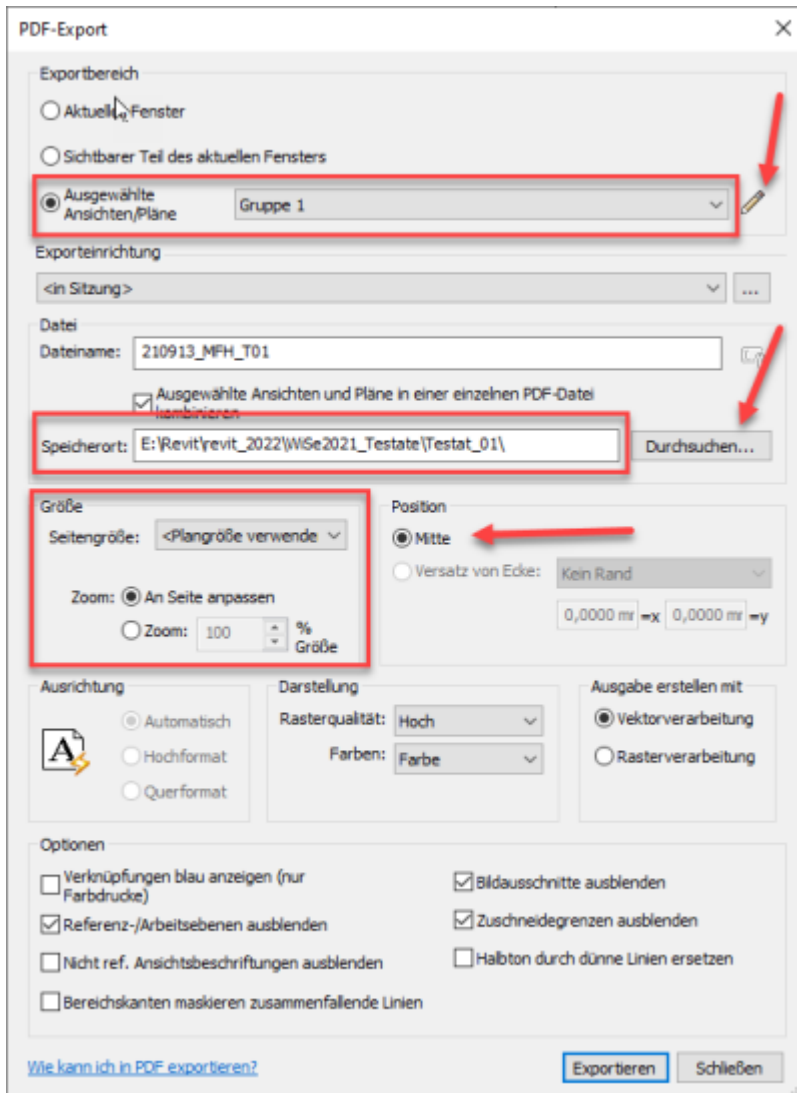 PDF-Export
Exportbereich
Aktuelles Fenster
Sichtbarer Teil des aktuellen Fensters
Ausgewählte
Ansichten/Pläne
Gruppe 1
Exporteinrichtung
<in Sitzung>
...
Datei
Dateiname: 210913_MFH_T01
Ausgewählte Ansichten und Pläne in einer einzelnen PDF-Datei
kombinieren
Speicherort: E:\Revit\revit_2022\WiSe2021_Testate\Testat_01\ Durchsuchen...
Größe
Seitengröße: <Plangröße verwende
Zoom: An Seite anpassen
Zoom: 100 %
Größe
Position
Mitte
Versatz von Ecke: Kein Rand
0,0000 mr =x 0,0000 mr =y
Ausrichtung
A
Automatisch
Hochformat
Querformat
Darstellung
Rasterqualität: Hoch
Farben: Farbe
Ausgabe erstellen mit
Vektorverarbeitung
Rasterverarbeitung
Optionen
Verknüpfungen blau anzeigen (nur
Farbdrucke)
Referenz-/Arbeitsebenen ausblenden
Nicht ref. Ansichtsbeschriftungen ausblenden
Bereichskanten maskieren zusammenfallende Linien
Bildausschnitte ausblenden
Zuschneidegrenzen ausblenden
Halbton durch dünne Linien ersetzen
Wie kann ich in PDF exportieren?
Exportieren
Schließen